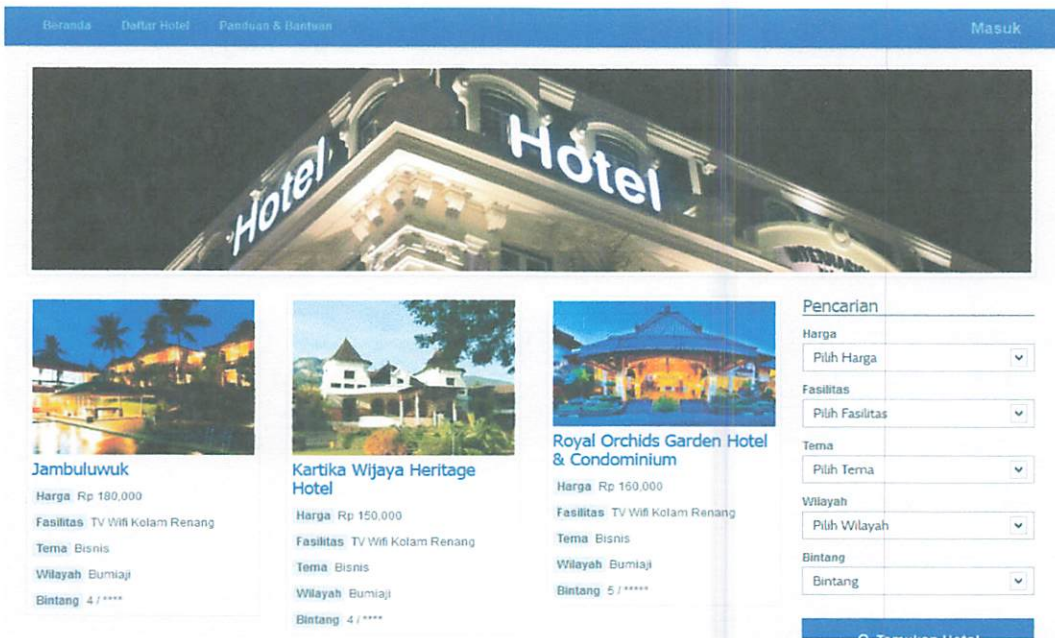 Beranda Daftar Hotel Panduan & Bantuan Masuk
Hotel Hotel
Jambuluwuk
Harga Rp 180,000
Fasilitas TV Wifi Kolam Renang
Tema Bisnis
Wilayah Bumiaji
Bintang 4 / ****
Kartika Wijaya Heritage
Hotel
Harga Rp 150,000
Fasilitas TV Wifi Kolam Renang
Tema Bisnis
Wilayah Bumiaji
Bintang 4 / ****
Royal Orchids Garden Hotel
& Condominium
Harga Rp 160,000
Fasilitas TV Wifi Kolam Renang
Tema Bisnis
Wilayah Bumiaji
Bintang 5 / *****
Pencarian
Harga
Pilih Harga
Fasilitas
Pilih Fasilitas
Tema
Pilih Tema
Wilayah
Pilih Wilayah
Bintang
Bintang
Temukan Hotel